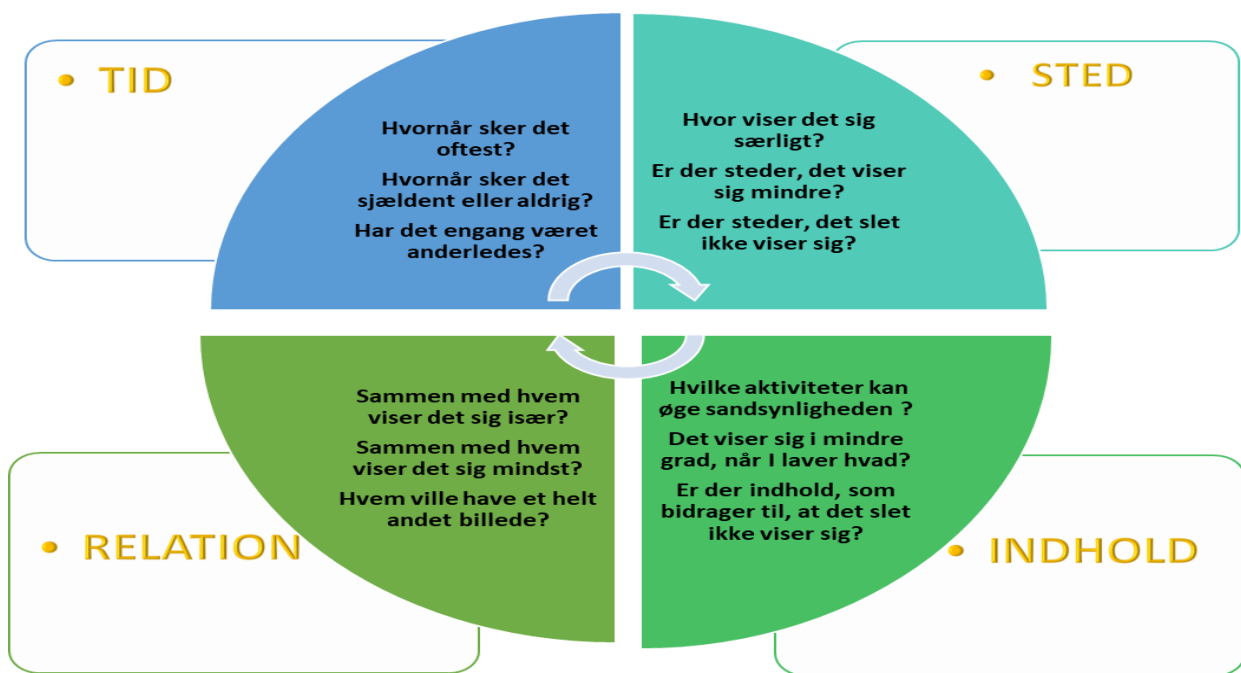 • TID
Hvornår sker det
oftest?
Hvornår sker det
sjældent eller aldrig?
Har det engang været
anderledes?
• STED
Hvor viser det sig
særligt?
Er der steder, det viser
sig mindre?
Er der steder, det slet
ikke viser sig?
• RELATION
Sammen med hvem
viser det sig især?
Sammen med hvem
viser det sig mindst?
Hvem ville have et helt
andet billede?
• INDHOLD
Hvilke aktiviteter kan
øge sandsynligheden ?
Det viser sig i mindre
grad, når I laver hvad?
Er der indhold, som
bidrager til, at det slet
ikke viser sig?